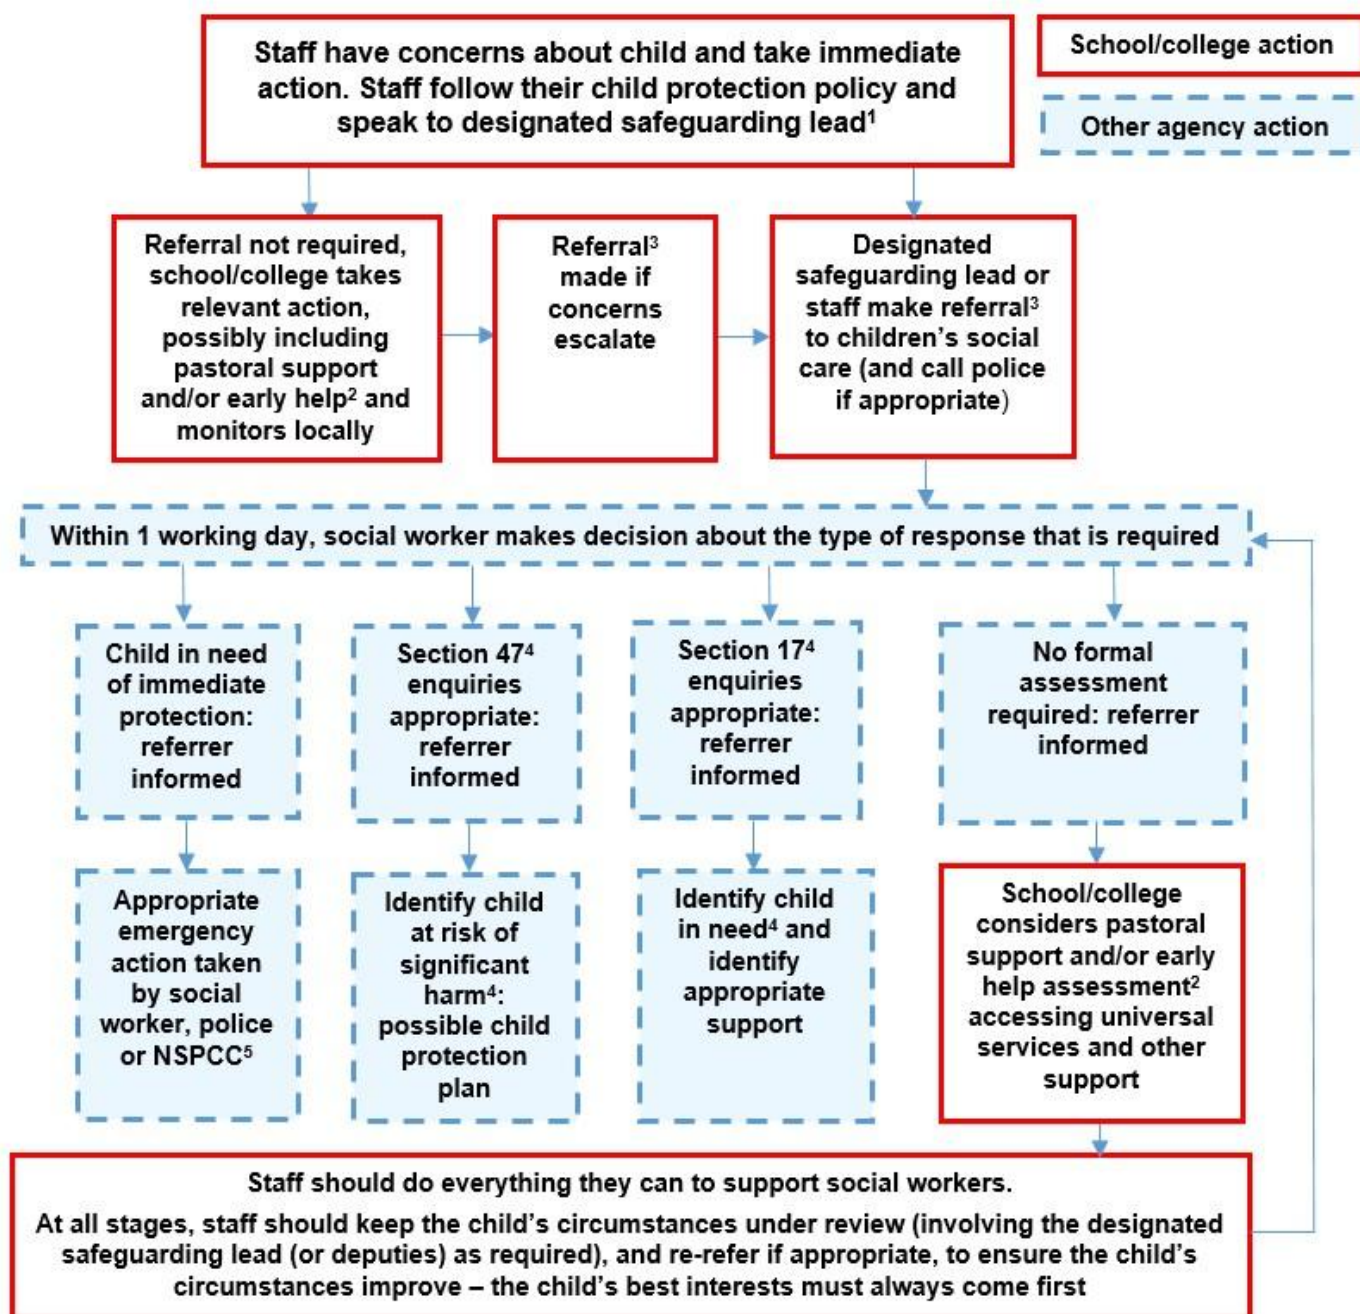 Staff have concerns about child and take immediate
action. Staff follow their child protection policy and
speak to designated safeguarding lead¹
School/college action
Other agency action
Referral not required,
school/college takes
relevant action,
possibly including
pastoral support
and/or early help² and
monitors locally
Referral³
made if
concerns
escalate
Designated
safeguarding lead or
staff make referral³
to children’s social
care (and call police
if appropriate)
Within 1 working day, social worker makes decision about the type of response that is required
Child in need
of immediate
protection:
referrer
informed
Section 47⁴
enquiries
appropriate:
referrer
informed
Section 17⁴
enquiries
appropriate:
referrer
informed
No formal
assessment
required: referrer
informed
Appropriate
emergency
action taken
by social
worker, police
or NSPCC⁵
Identify child
at risk of
significant
harm⁴:
possible child
protection
plan
Identify child
in need⁴ and
identify
appropriate
support
School/college
considers pastoral
support and/or early
help assessment²
accessing universal
services and other
support
Staff should do everything they can to support social workers.
At all stages, staff should keep the child’s circumstances under review (involving the designated
safeguarding lead (or deputies) as required), and re-refer if appropriate, to ensure the child’s
circumstances improve – the child’s best interests must always come first